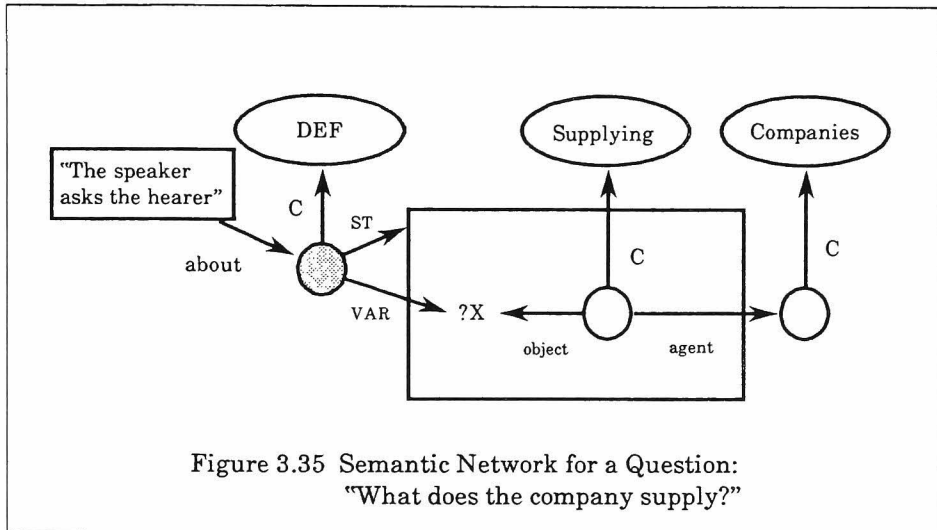 DEF
Supplying
Companies
“The speaker
asks the hearer”
C
ST
about
C
C
VAR
?X
object
agent
Figure 3.35 Semantic Network for a Question:
“What does the company supply?”